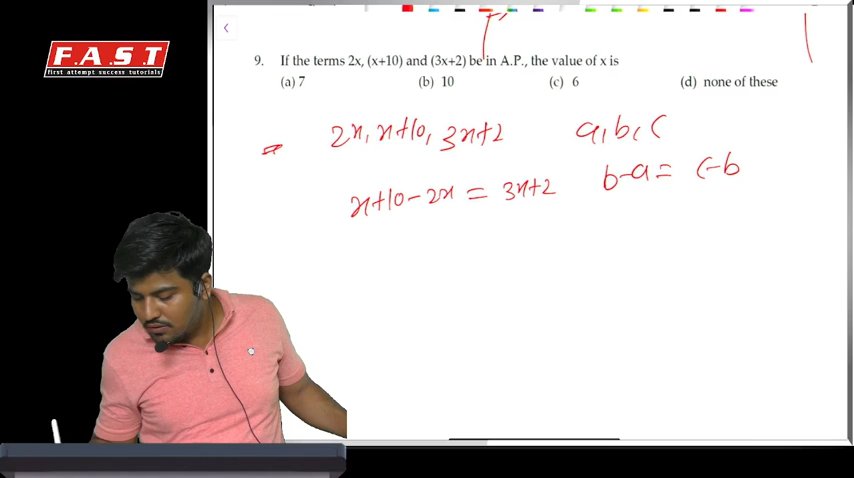 F.A.S.T
first attempt success tutorials
9. If the terms 2x, (x+10) and (3x+2) be in A.P., the value of x is
(a) 7 (b) 10 (c) 6 (d) none of these
2x, x+10, 3x+2 a, b, c
x+10-2x = 3x+2 b-a = c-b